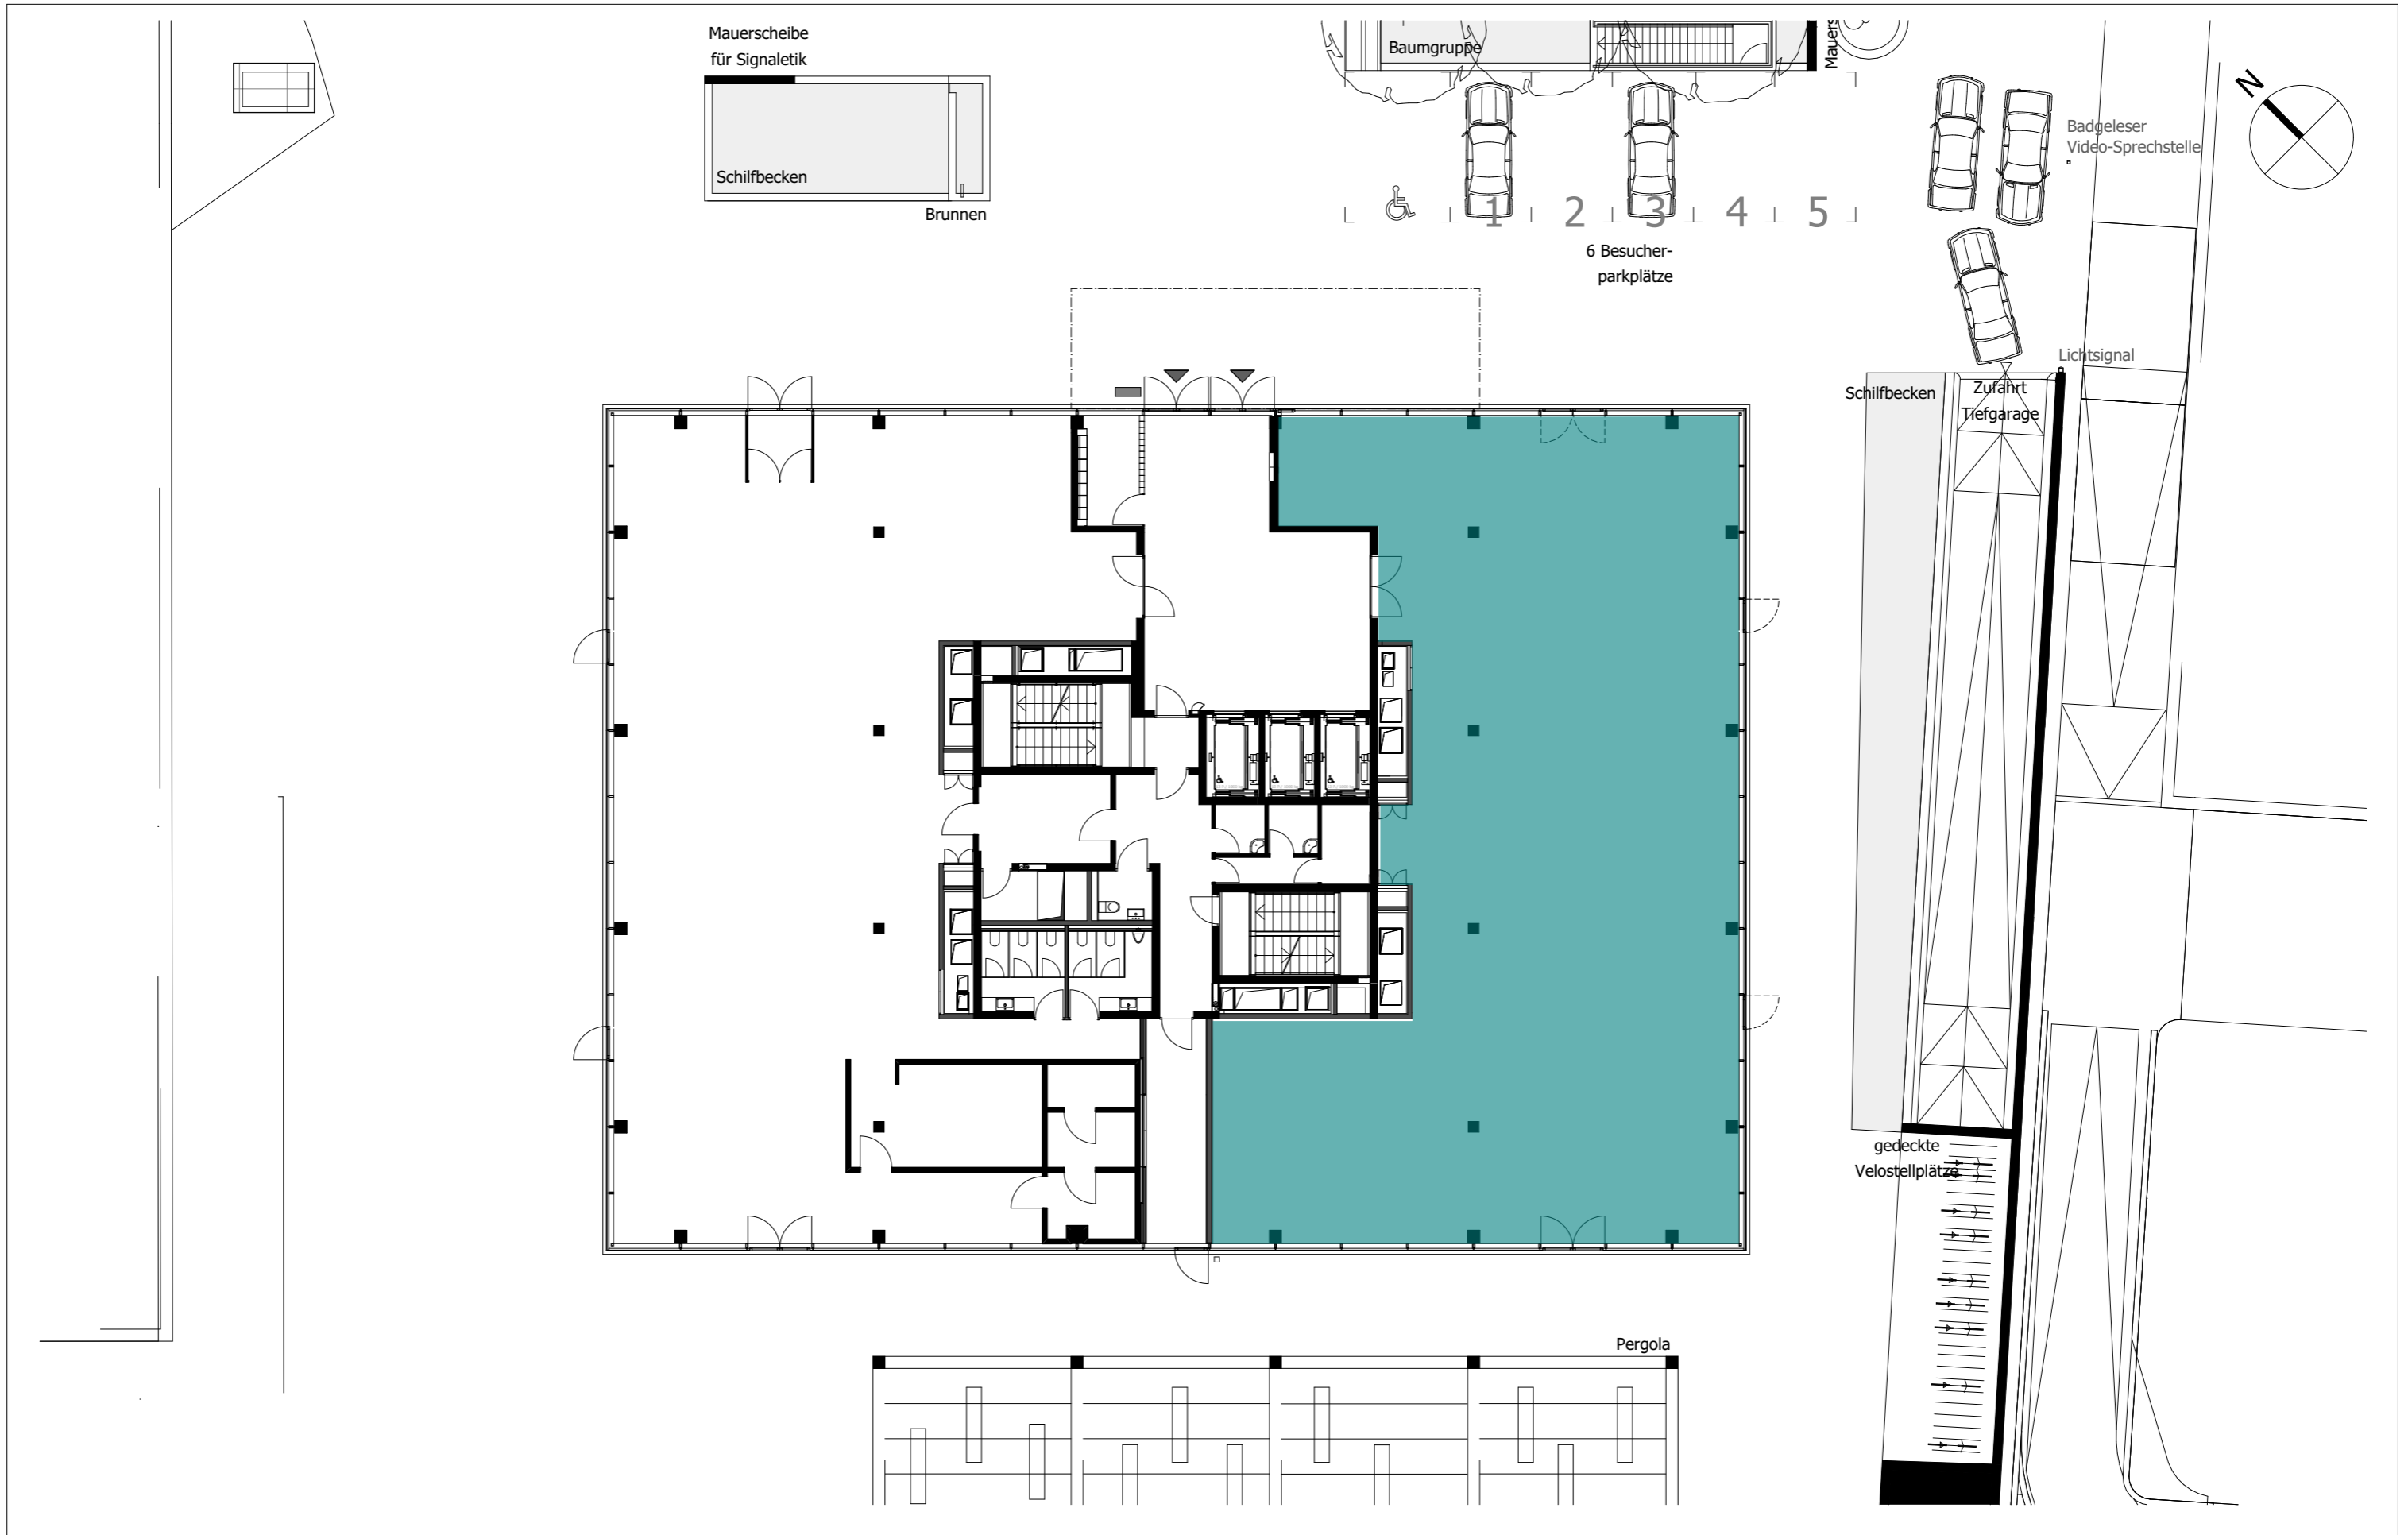 Mauerscheibe
für Signaletik
Schilfbecken
Brunnen
Baumgruppe
Mauers
N
Badgeleser
Video-Sprechstelle
1 2 3 4 5
6 Besucher-
parkplätze
Lichtsignal
Schilfbecken
Zufahrt
Tiefgarage
gedeckte
Velostellplätze
Pergola